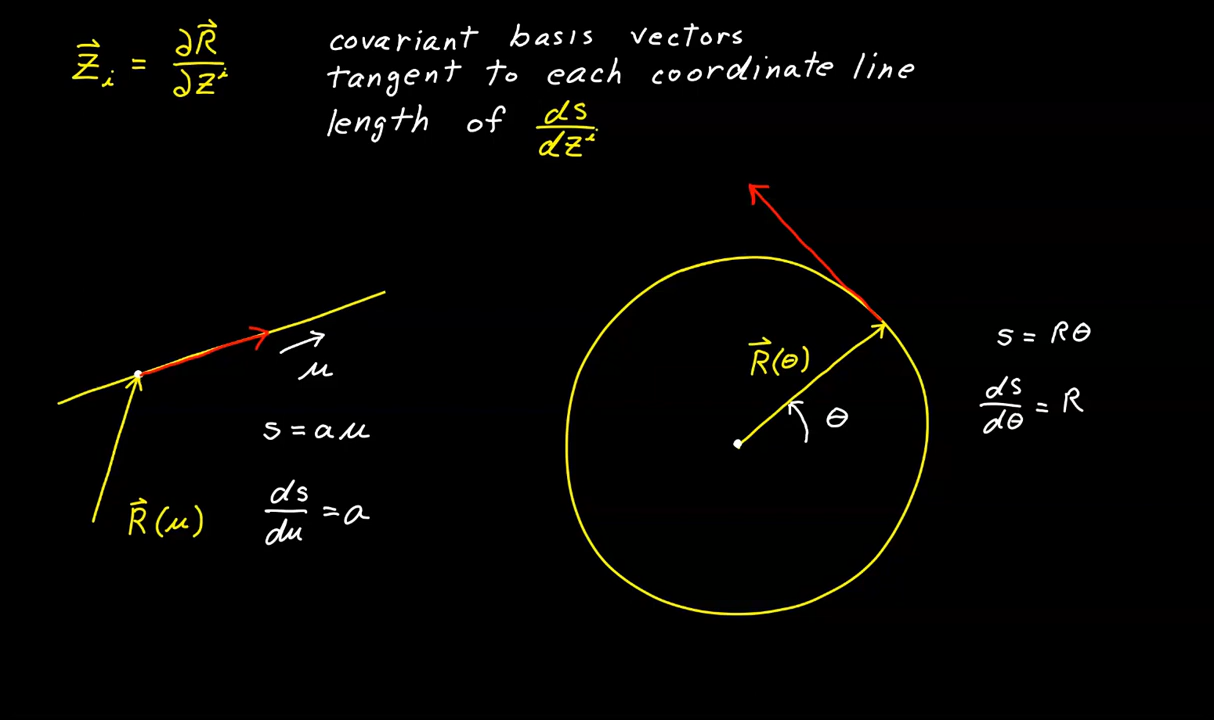 Z⃗ᵢ = ∂R⃗/∂Zⁱ
covariant basis vectors
tangent to each coordinate line
length of ds/dZⁱ
μ
s = aμ
ds/dμ = a
R⃗(μ)
R⃗(θ)
θ
s = Rθ
ds/dθ = R